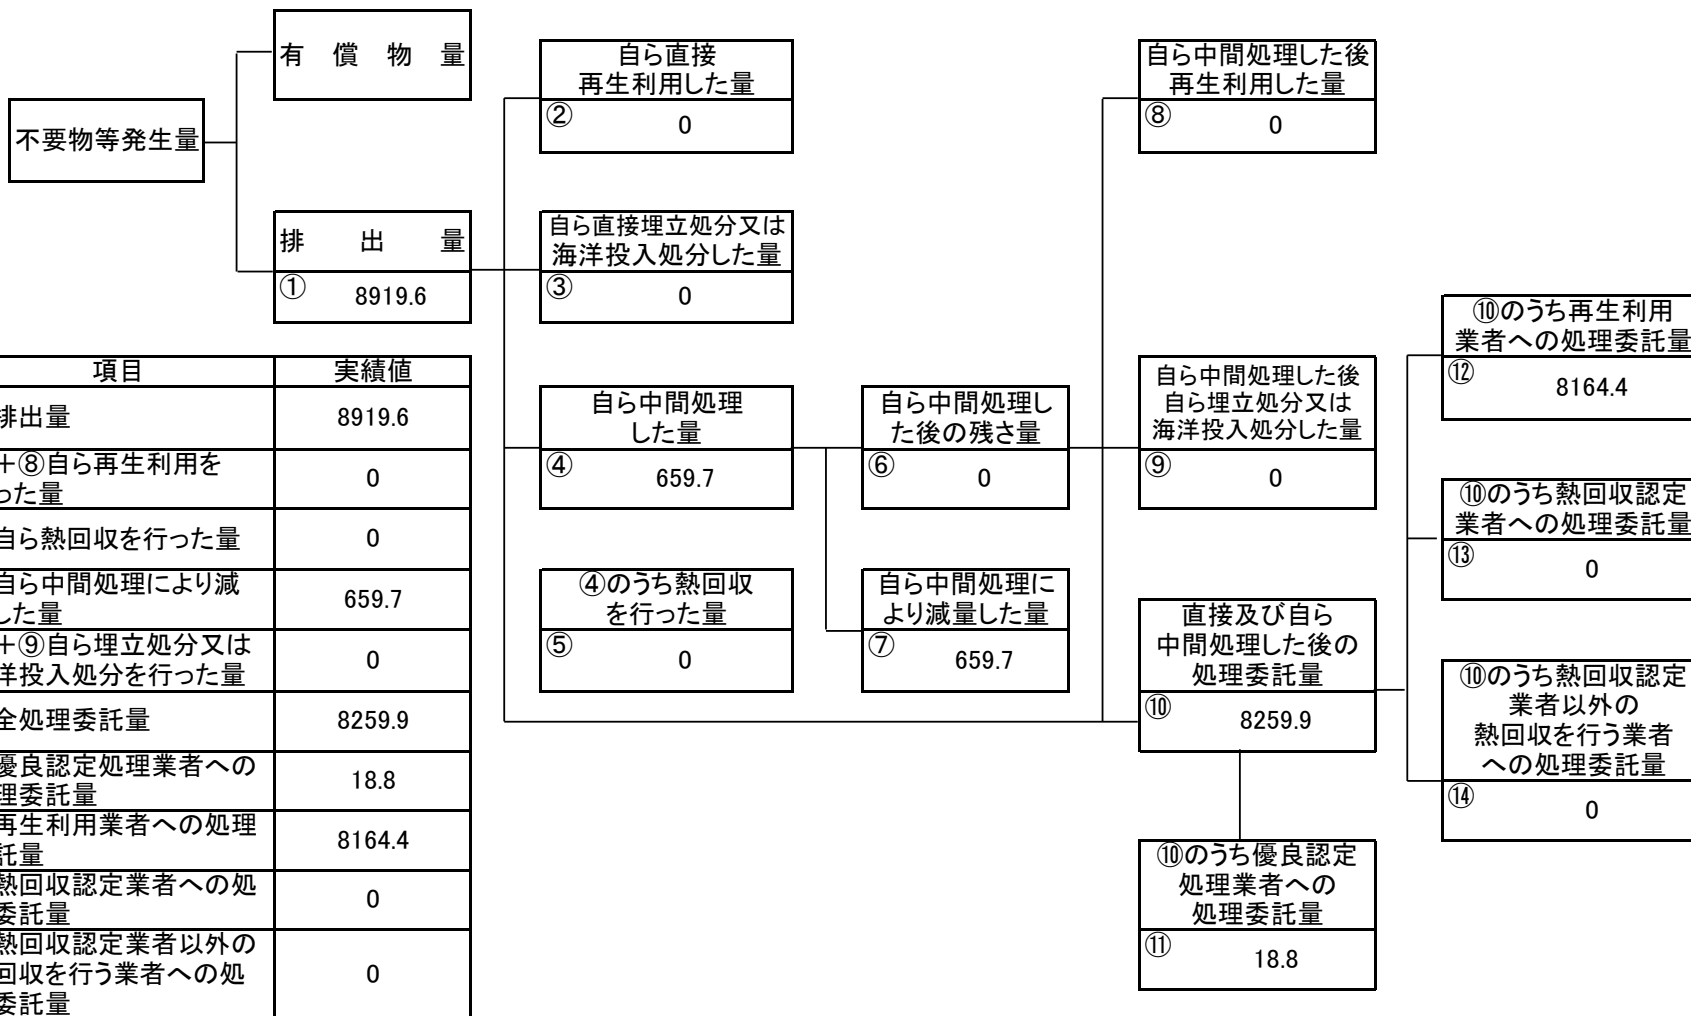 有償物量
不要物等発生量
排出量
① 8919.6
自ら直接
再生利用した量
② 0
自ら直接埋立処分又は
海洋投入処分した量
③ 0
自ら中間処理
した量
④ 659.7
④のうち熱回収
を行った量
⑤ 0
自ら中間処理し
た後の残さ量
⑥ 0
自ら中間処理に
より減量した量
⑦ 659.7
自ら中間処理した後
再生利用した量
⑧ 0
自ら中間処理した後
自ら埋立処分又は
海洋投入処分した量
⑨ 0
直接及び自ら
中間処理した後の
処理委託量
⑩ 8259.9
⑩のうち優良認定
処理業者への
処理委託量
⑪ 18.8
⑩のうち再生利用
業者への処理委託量
⑫ 8164.4
⑩のうち熱回収認定
業者への処理委託量
⑬ 0
⑩のうち熱回収認定
業者以外の
熱回収を行う業者
への処理委託量
⑭ 0
項目 実績値
排出量 8919.6
+⑧自ら再生利用を
った量 0
自ら熱回収を行った量 0
自ら中間処理により減
した量 659.7
+⑨自ら埋立処分又は
洋投入処分を行った量 0
全処理委託量 8259.9
優良認定処理業者への
理委託量 18.8
再生利用業者への処理
託量 8164.4
熱回収認定業者への処
委託量 0
熱回収認定業者以外の
回収を行う業者への処
委託量 0